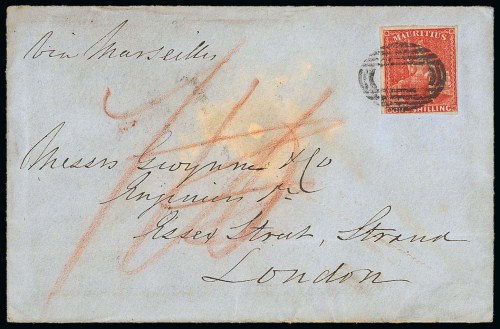 via Marseilles
MAURITIUS
SHILLING
Messrs Gwynne & Co
Engineers &c
Essex Street, Strand
London